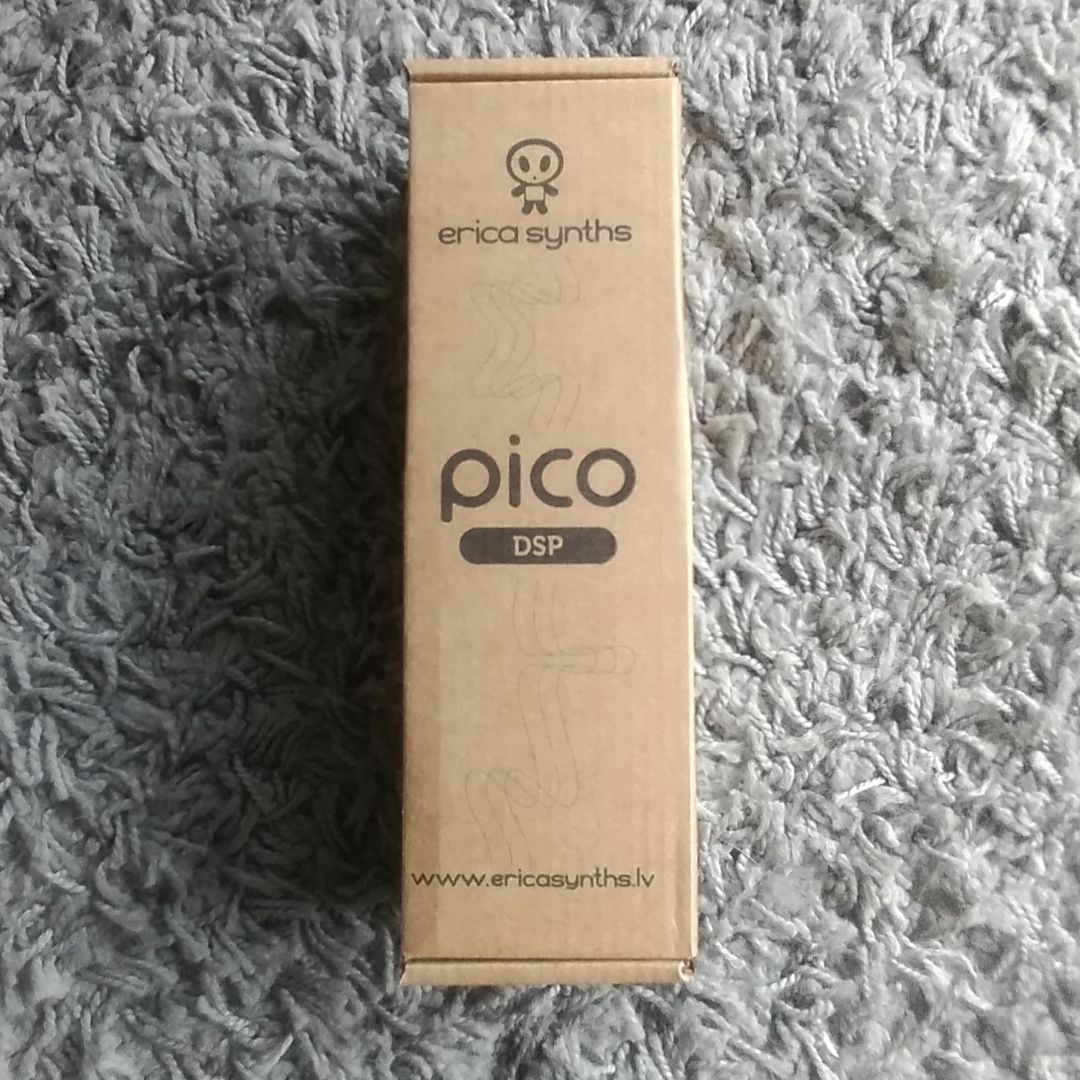 erica synths
pico
DSP
www.ericasynths.lv